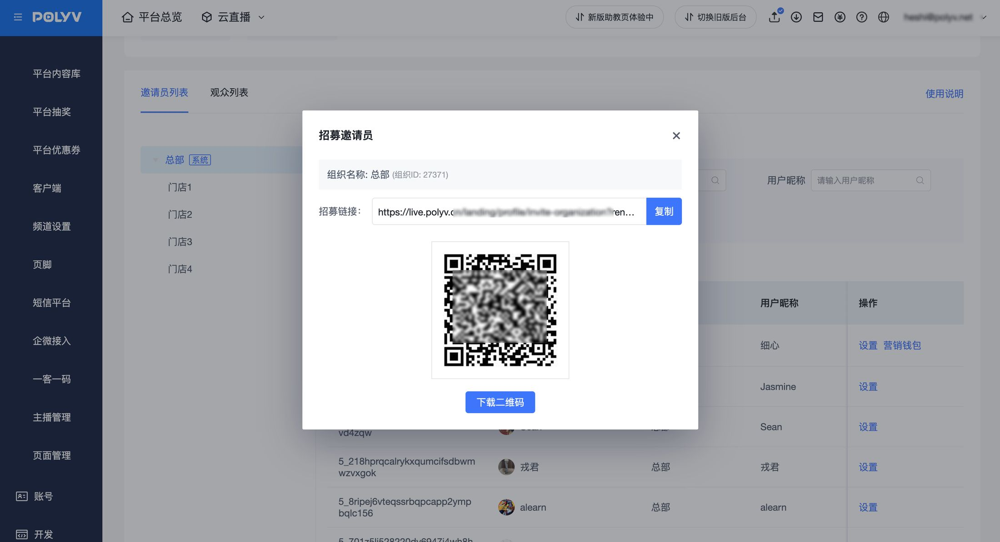 POLYV
平台总览
云直播
新版助教页体验中
切换旧版后台
平台内容库
平台抽奖
平台优惠券
客户端
频道设置
页脚
短信平台
企微接入
一客一码
主播管理
页面管理
账号
开发
邀请员列表
观众列表
使用说明
总部 系统
门店1
门店2
门店3
门店4
用户昵称
请输入用户昵称
招募邀请员
组织名称: 总部 (组织ID: 27371)
招募链接：
https://live.polyv.cn/landing/profile/invite-organization?ren...
复制
下载二维码
用户昵称
操作
细心
设置 营销钱包
Jasmine
设置
vd4zqw
Sean
设置
5_218hprqcalrykxqumcifsdbwm
wzvxgok
戎君
总部
戎君
设置
5_8ripej6vteqssrbqpcapp2ymp
bqlc156
alearn
总部
alearn
设置